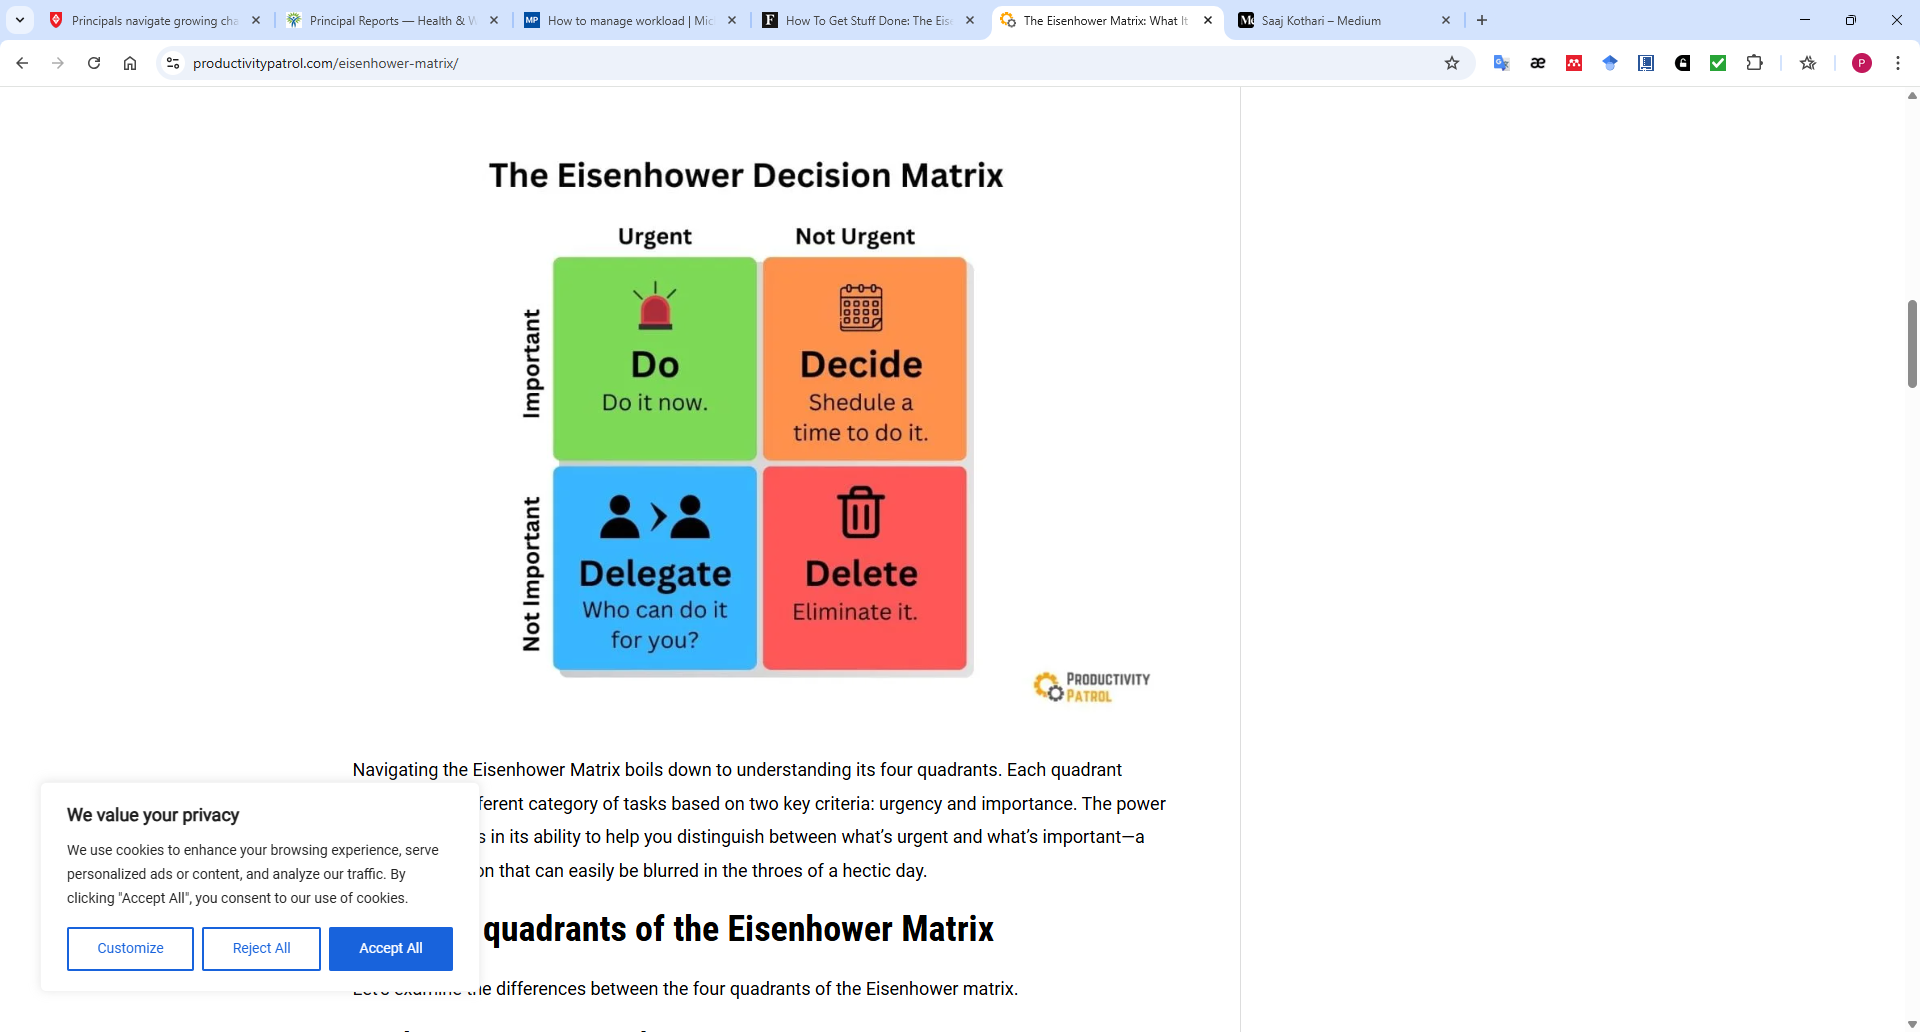 Principals navigate growing cha
Principal Reports — Health & W
How to manage workload | Mic
How To Get Stuff Done: The Eise
The Eisenhower Matrix: What It
Saaj Kothari – Medium
productivitypatrol.com/eisenhower-matrix/
P
The Eisenhower Decision Matrix
Urgent
Not Urgent
Important
Do
Do it now.
Decide
Shedule a
time to do it.
Not Important
Delegate
Who can do it
for you?
Delete
Eliminate it.
PRODUCTIVITY
PATROL
Navigating the Eisenhower Matrix boils down to understanding its four quadrants. Each quadrant
ferent category of tasks based on two key criteria: urgency and importance. The power
s in its ability to help you distinguish between what's urgent and what's important—a
on that can easily be blurred in the throes of a hectic day.
quadrants of the Eisenhower Matrix
the differences between the four quadrants of the Eisenhower matrix.
We value your privacy
We use cookies to enhance your browsing experience, serve
personalized ads or content, and analyze our traffic. By
clicking "Accept All", you consent to our use of cookies.
Customize
Reject All
Accept All